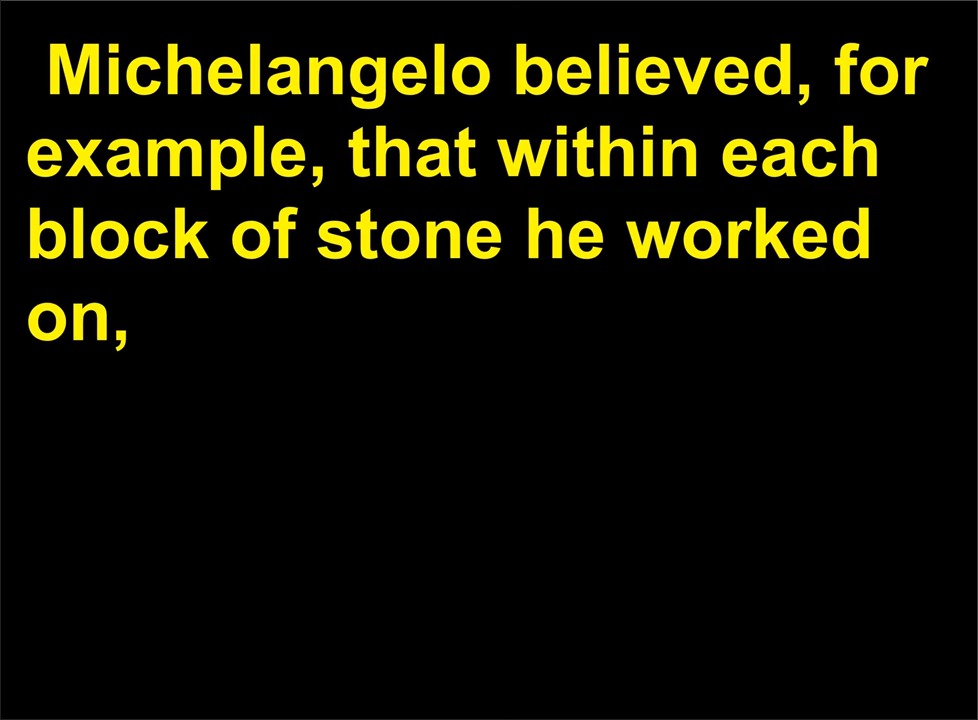 Michelangelo believed, for
example, that within each
block of stone he worked
on,